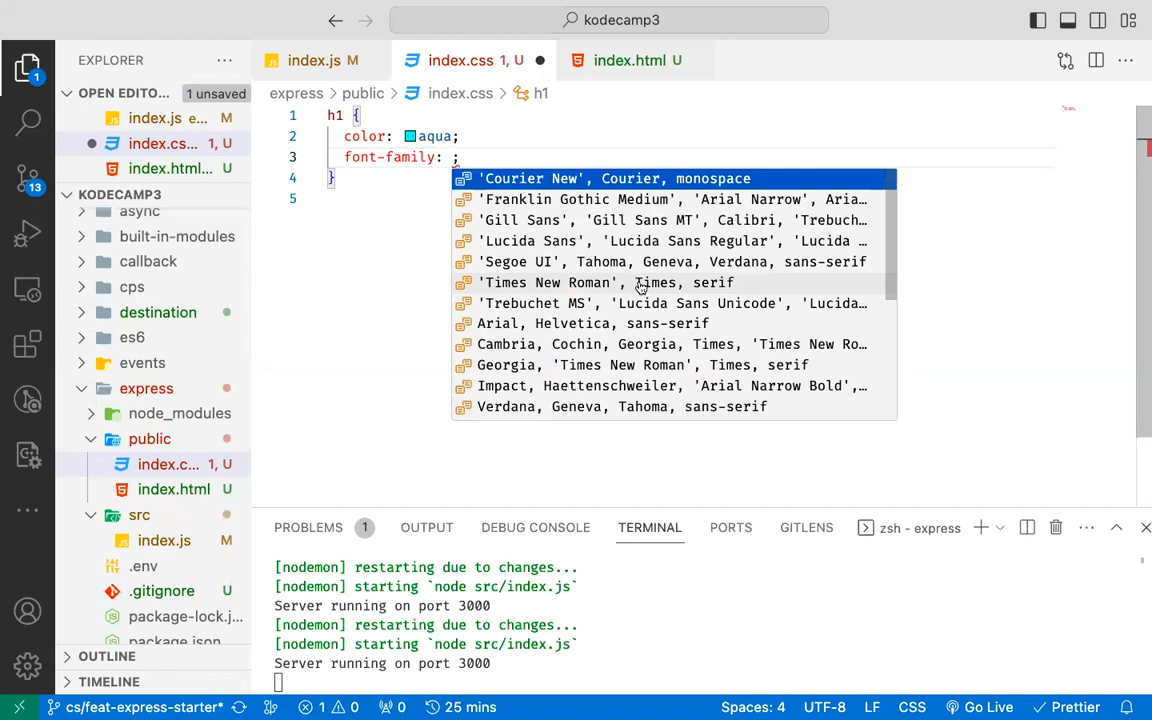 kodecamp3
EXPLORER
OPEN EDITO... 1 unsaved
index.js e... M
index.cs... 1, U
index.html... U
KODECAMP3
async
built-in-modules
callback
cps
destination
es6
events
express
node_modules
public
index.c... 1, U
index.html U
src
index.js M
.env
.gitignore U
package-lock.j...
package.json
OUTLINE
TIMELINE
1
13
index.js M
index.css 1, U
index.html U
express > public > index.css > h1
1 h1 {
2 color: aqua;
3 font-family: ;
4 }
5
'Courier New', Courier, monospace
'Franklin Gothic Medium', 'Arial Narrow', Aria...
'Gill Sans', 'Gill Sans MT', Calibri, 'Trebuch...
'Lucida Sans', 'Lucida Sans Regular', 'Lucida ...
'Segoe UI', Tahoma, Geneva, Verdana, sans-serif
'Times New Roman', Times, serif
'Trebuchet MS', 'Lucida Sans Unicode', 'Lucida...
Arial, Helvetica, sans-serif
Cambria, Cochin, Georgia, Times, 'Times New Ro...
Georgia, 'Times New Roman', Times, serif
Impact, Haettenschweiler, 'Arial Narrow Bold',...
Verdana, Geneva, Tahoma, sans-serif
PROBLEMS 1 OUTPUT DEBUG CONSOLE TERMINAL PORTS GITLENS zsh - express
[nodemon] restarting due to changes...
[nodemon] starting `node src/index.js`
Server running on port 3000
[nodemon] restarting due to changes...
[nodemon] starting `node src/index.js`
Server running on port 3000
cs/feat-express-starter* 1 0 0 25 mins Spaces: 4 UTF-8 LF CSS Go Live Prettier